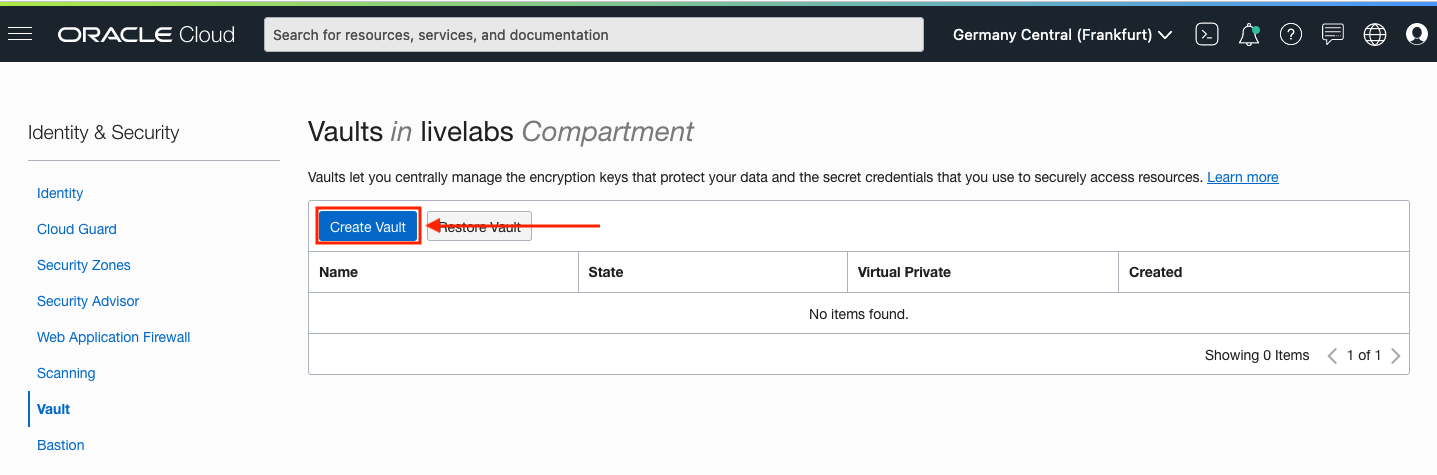 ORACLE Cloud
Search for resources, services, and documentation
Germany Central (Frankfurt)
Identity & Security
Identity
Cloud Guard
Security Zones
Security Advisor
Web Application Firewall
Scanning
Vault
Bastion
Vaults in livelabs Compartment
Vaults let you centrally manage the encryption keys that protect your data and the secret credentials that you use to securely access resources. Learn more
Create Vault Restore Vault
Name State Virtual Private Created
No items found.
Showing 0 Items 1 of 1